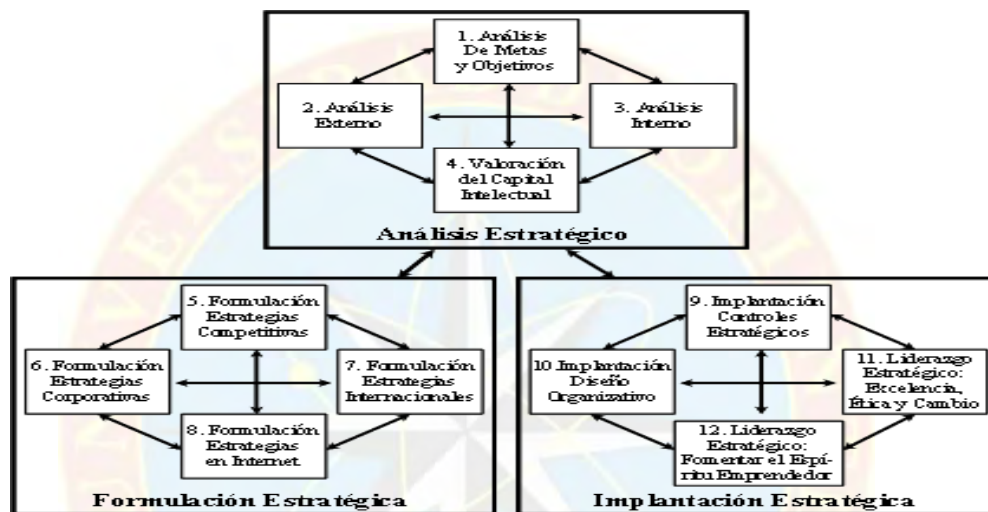 1. Análisis
De Metas
y Objetivos
2. Análisis
Externo
3. Análisis
Interno
4. Valoración
del Capital
Intelectual
Análisis Estratégico
5. Formulación
Estrategias
Competitivas
6. Formulación
Estrategias
Corporativas
7. Formulación
Estrategias
Internacionales
8. Formulación
Estrategias
en Internet
Formulación Estratégica
9. Implantación
Controles
Estratégicos
10. Implantación
Diseño
Organizativo
11. Liderazgo
Estratégico:
Excelencia,
Ética y Cambio
12. Liderazgo
Estratégico:
Fomentar el Espí-
ritu Emprendedor
Implantación Estratégica